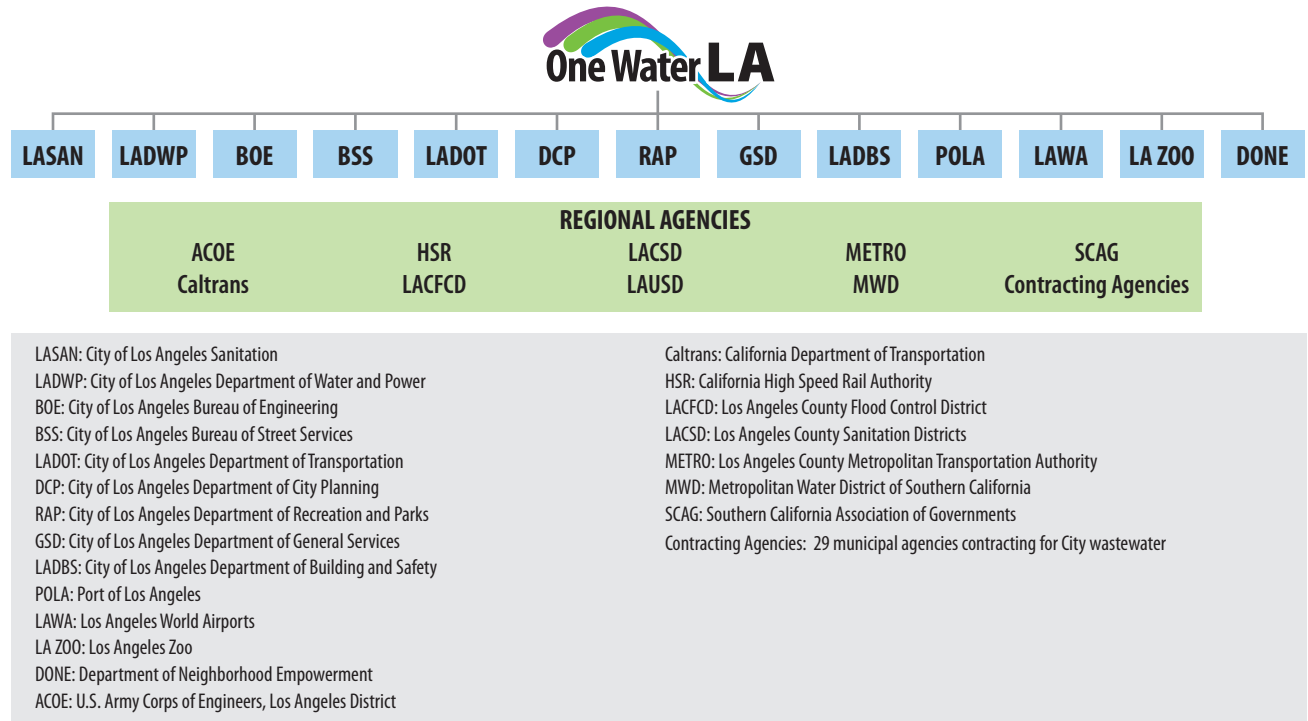 One Water LA
LASAN LADWP BOE BSS LADOT DCP RAP GSD LADBS POLA LAWA LA ZOO DONE
REGIONAL AGENCIES
ACOE HSR LACSD METRO SCAG
Caltrans LACFCD LAUSD MWD Contracting Agencies
LASAN: City of Los Angeles Sanitation
LADWP: City of Los Angeles Department of Water and Power
BOE: City of Los Angeles Bureau of Engineering
BSS: City of Los Angeles Bureau of Street Services
LADOT: City of Los Angeles Department of Transportation
DCP: City of Los Angeles Department of City Planning
RAP: City of Los Angeles Department of Recreation and Parks
GSD: City of Los Angeles Department of General Services
LADBS: City of Los Angeles Department of Building and Safety
POLA: Port of Los Angeles
LAWA: Los Angeles World Airports
LA ZOO: Los Angeles Zoo
DONE: Department of Neighborhood Empowerment
ACOE: U.S. Army Corps of Engineers, Los Angeles District
Caltrans: California Department of Transportation
HSR: California High Speed Rail Authority
LACFCD: Los Angeles County Flood Control District
LACSD: Los Angeles County Sanitation Districts
METRO: Los Angeles County Metropolitan Transportation Authority
MWD: Metropolitan Water District of Southern California
SCAG: Southern California Association of Governments
Contracting Agencies: 29 municipal agencies contracting for City wastewater